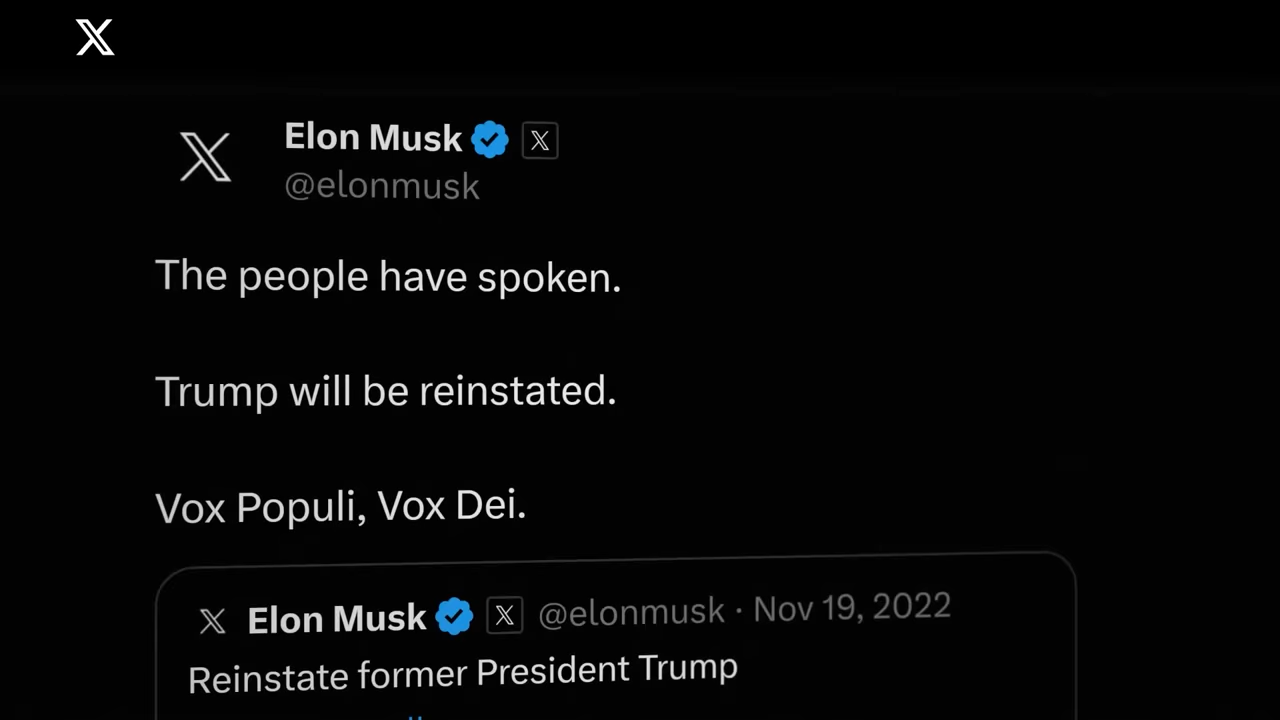 Elon Musk
@elonmusk
The people have spoken.
Trump will be reinstated.
Vox Populi, Vox Dei.
Elon Musk @elonmusk · Nov 19, 2022
Reinstate former President Trump